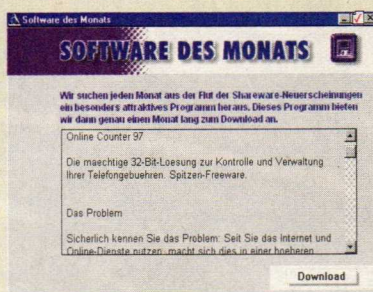 Software des Monats
SOFTWARE DES MONATS
Wir suchen jeden Monat aus der Flut der Shareware-Neuerscheinungen
ein besonders attraktives Programm heraus. Dieses Programm bieten
wir dann genau einen Monat lang zum Download an.
Online Counter 97
Die maechtige 32-Bit-Loesung zur Kontrolle und Verwaltung
Ihrer Telefongebuehren. Spitzen-Freeware.
Das Problem
Sicherlich kennen Sie das Problem: Seit Sie das Internet und
Online-Dienste nutzen, macht sich dies in einer hoeheren
Download